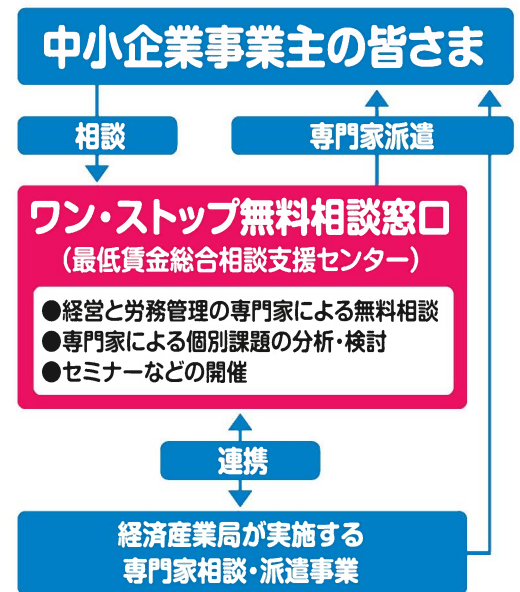 中小企業事業主の皆さま
相談
専門家派遣
ワン・ストップ無料相談窓口
（最低賃金総合相談支援センター）
●経営と労務管理の専門家による無料相談
●専門家による個別課題の分析・検討
●セミナーなどの開催
連携
経済産業局が実施する
専門家相談・派遣事業